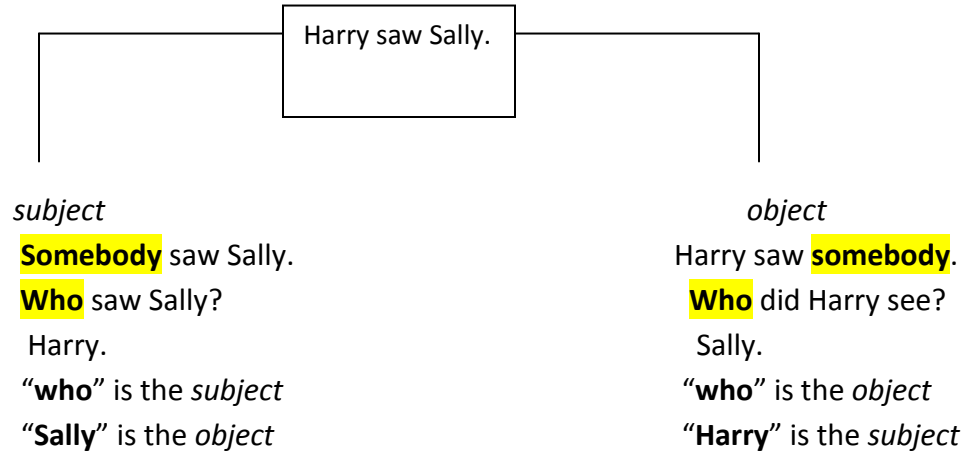 Harry saw Sally.
subject
Somebody saw Sally.
Who saw Sally?
Harry.
“who” is the subject
“Sally” is the object
object
Harry saw somebody.
Who did Harry see?
Sally.
“who” is the object
“Harry” is the subject